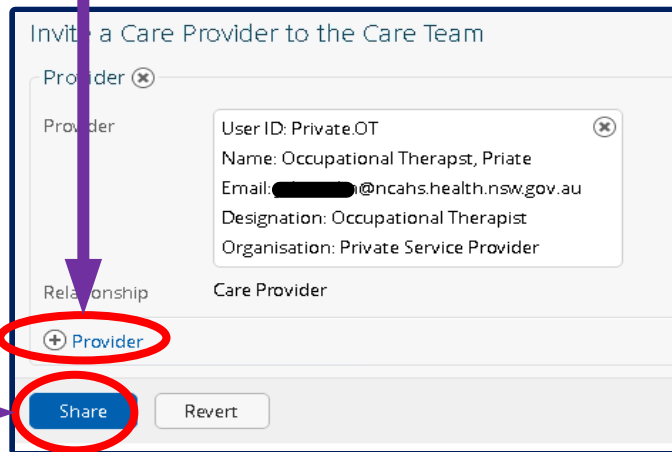 Invite a Care Provider to the Care Team
Provider
Provider
User ID: Private.OT
Name: Occupational Therapst, Priate
Email: @ncahs.health.nsw.gov.au
Designation: Occupational Therapist
Organisation: Private Service Provider
Relationship Care Provider
Provider
Share Revert